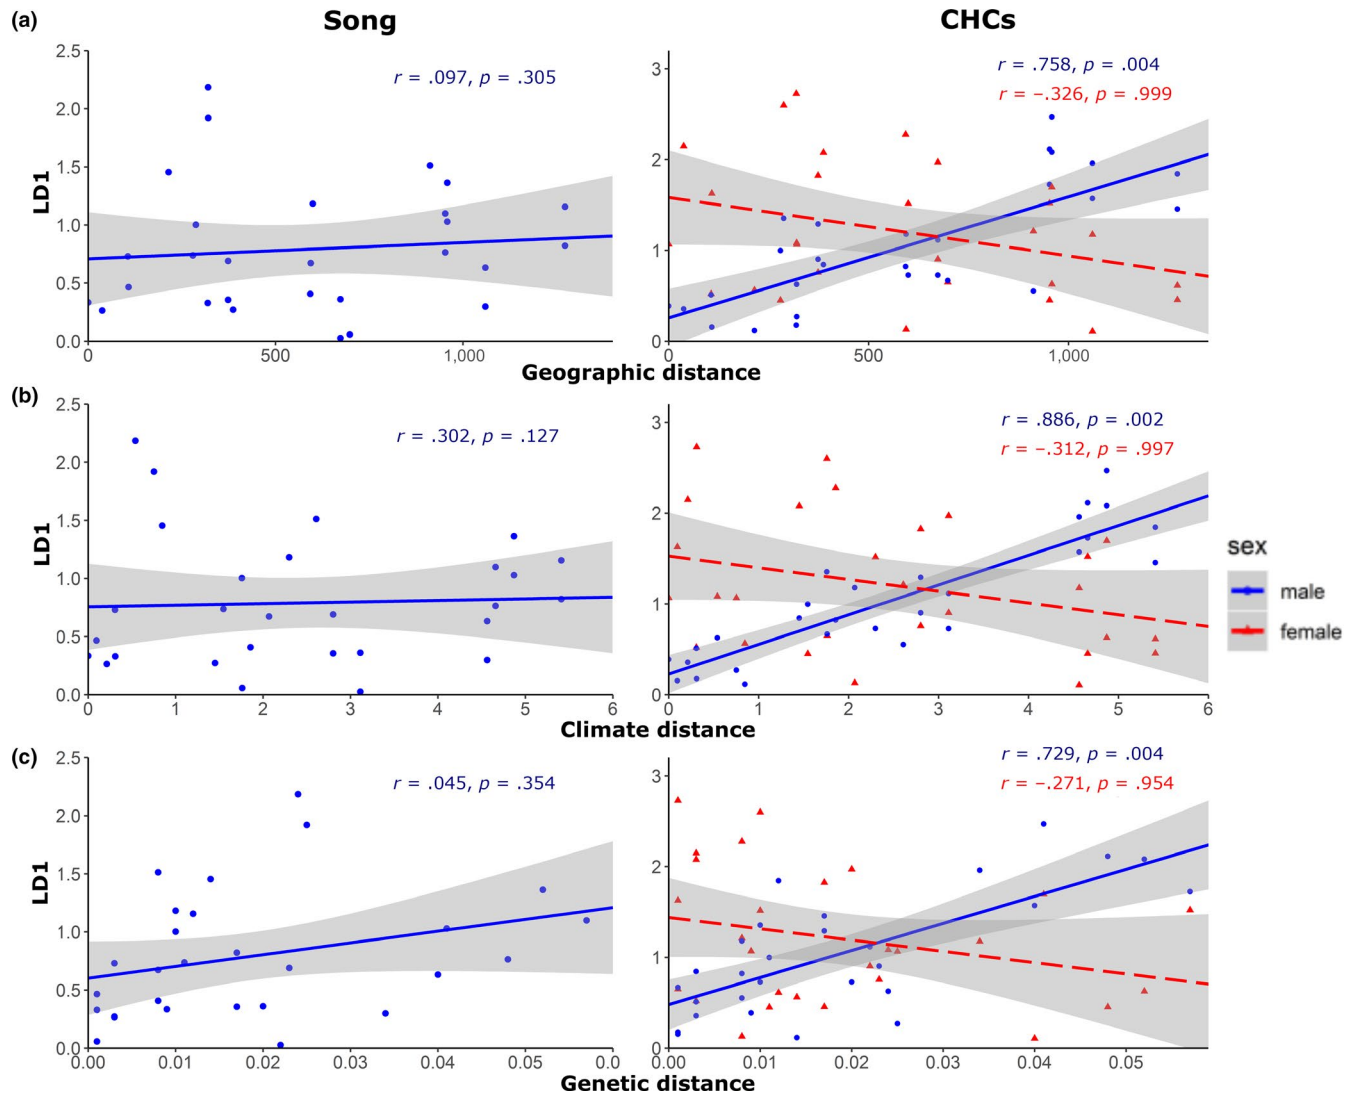 (a)
Song
CHCs
2.5
2.0
1.5
1.0
0.5
0.0
LD1
r = .097, p = .305
0
500
1,000
3
2
1
0
r = .758, p = .004
r = –.326, p = .999
0
500
1,000
Geographic distance
(b)
2.5
2.0
1.5
1.0
0.5
0.0
LD1
r = .302, p = .127
0 1 2 3 4 5 6
3
2
1
0
r = .886, p = .002
r = –.312, p = .997
0 1 2 3 4 5 6
Climate distance
sex
male
female
(c)
2.5
2.0
1.5
1.0
0.5
0.0
LD1
r = .045, p = .354
0.00 0.01 0.02 0.03 0.04 0.05 0.0
3
2
1
0
r = .729, p = .004
r = –.271, p = .954
0.00 0.01 0.02 0.03 0.04 0.05
Genetic distance